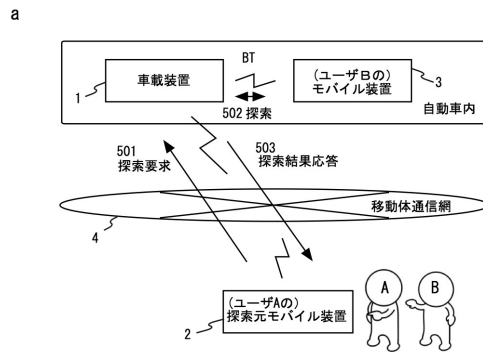 a
車載装置
1
BT
502 探索
(ユーザBの)
モバイル装置
3
自動車内
501
探索要求
503
探索結果応答
移動体通信網
4
(ユーザAの)
探索元モバイル装置
2
A
B